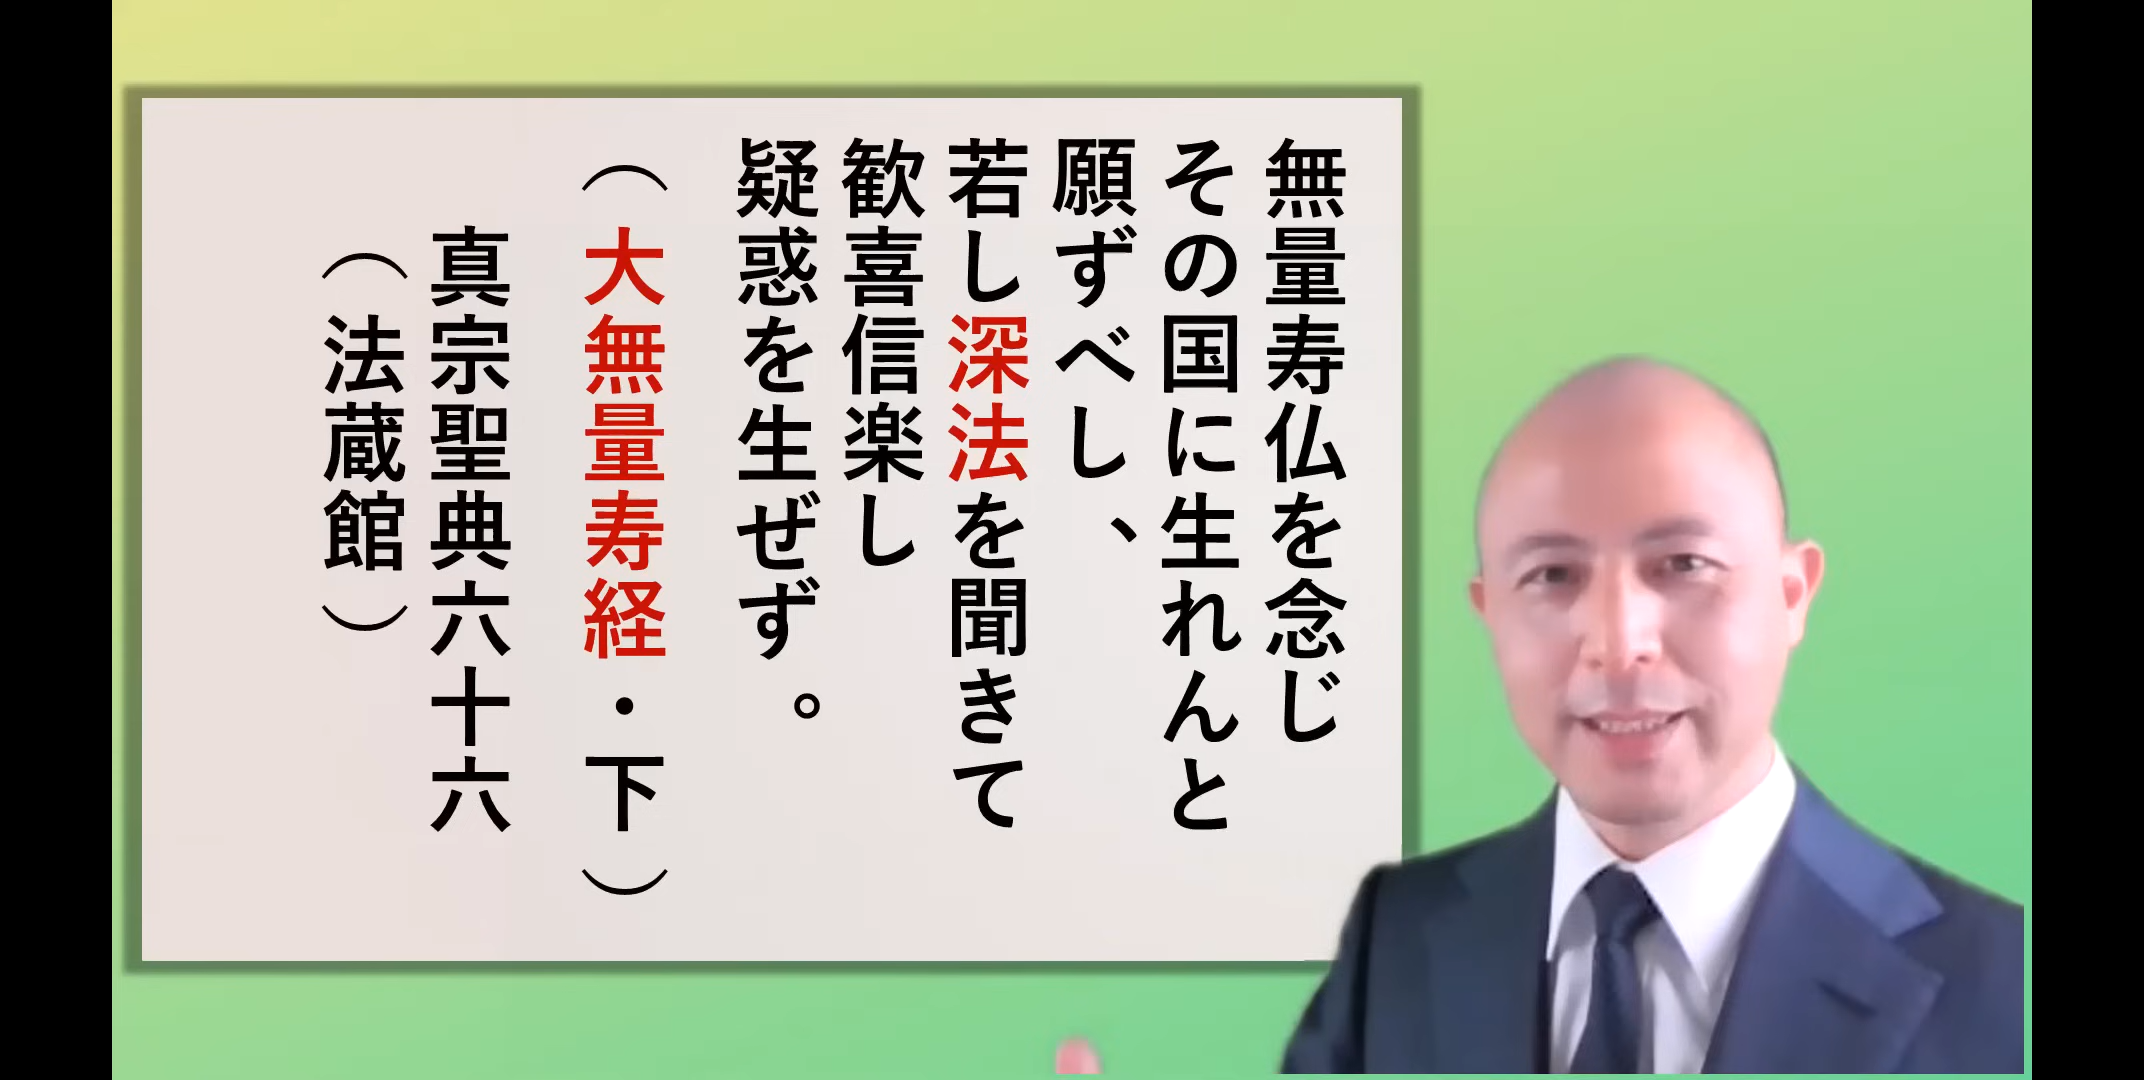 無量寿仏を念じ
その国に生れんと
願ずべし、
若し深法を聞きて
歓喜信楽し
疑惑を生ぜず。
（大無量寿経・下）
真宗聖典六十六
（法蔵館）